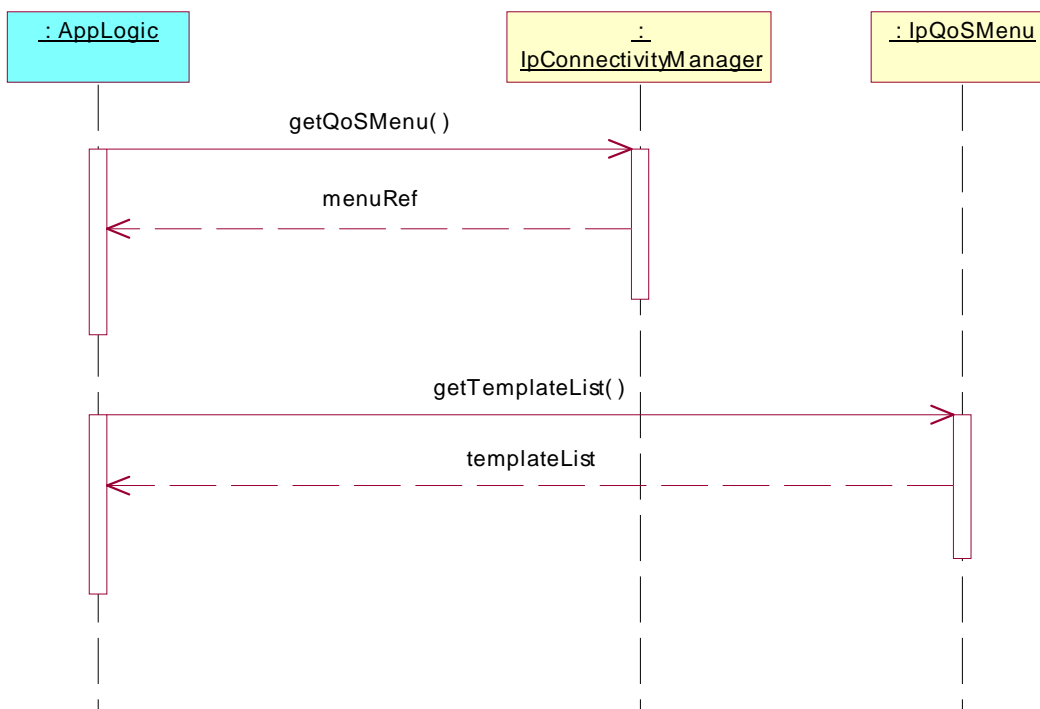 : AppLogic
:
IpConnectivityManager
: IpQoSMenu
getQoSMenu( )
menuRef
getTemplateList( )
templateList